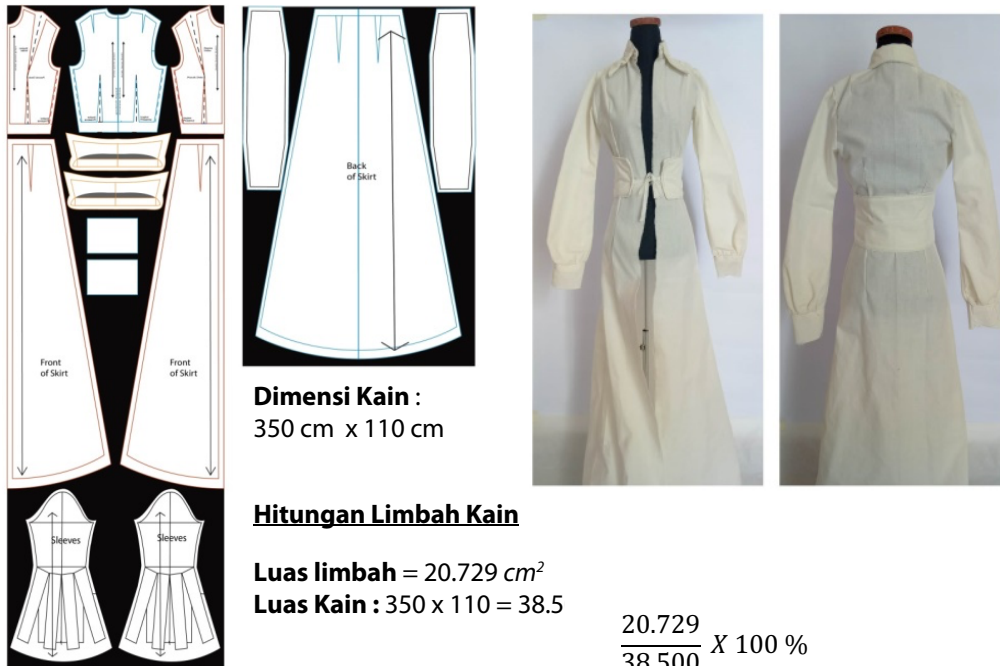 Back
of Skirt
Front
of Skirt
Front
of Skirt
Sleeves
Sleeves
Dimensi Kain :
350 cm x 110 cm
Hitungan Limbah Kain
Luas limbah = 20.729 cm²
Luas Kain : 350 x 110 = 38.5
20.729
38.500
X 100 %